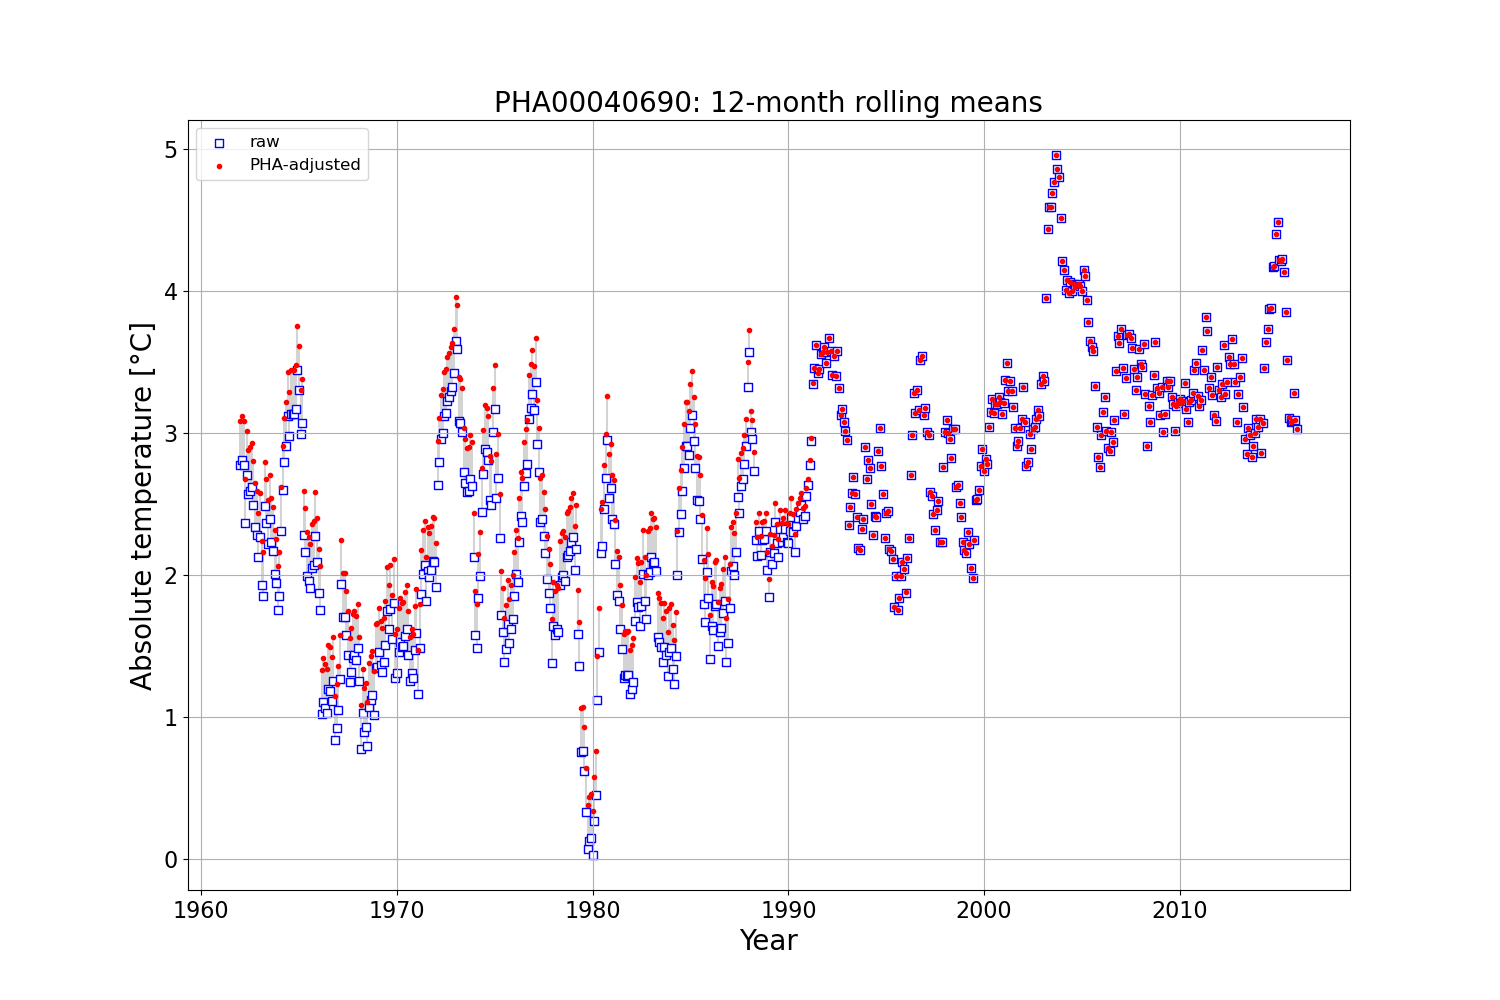 PHA00040690: 12-month rolling means
raw
PHA-adjusted
Absolute temperature [°C]
5
4
3
2
1
0
1960 1970 1980 1990 2000 2010
Year